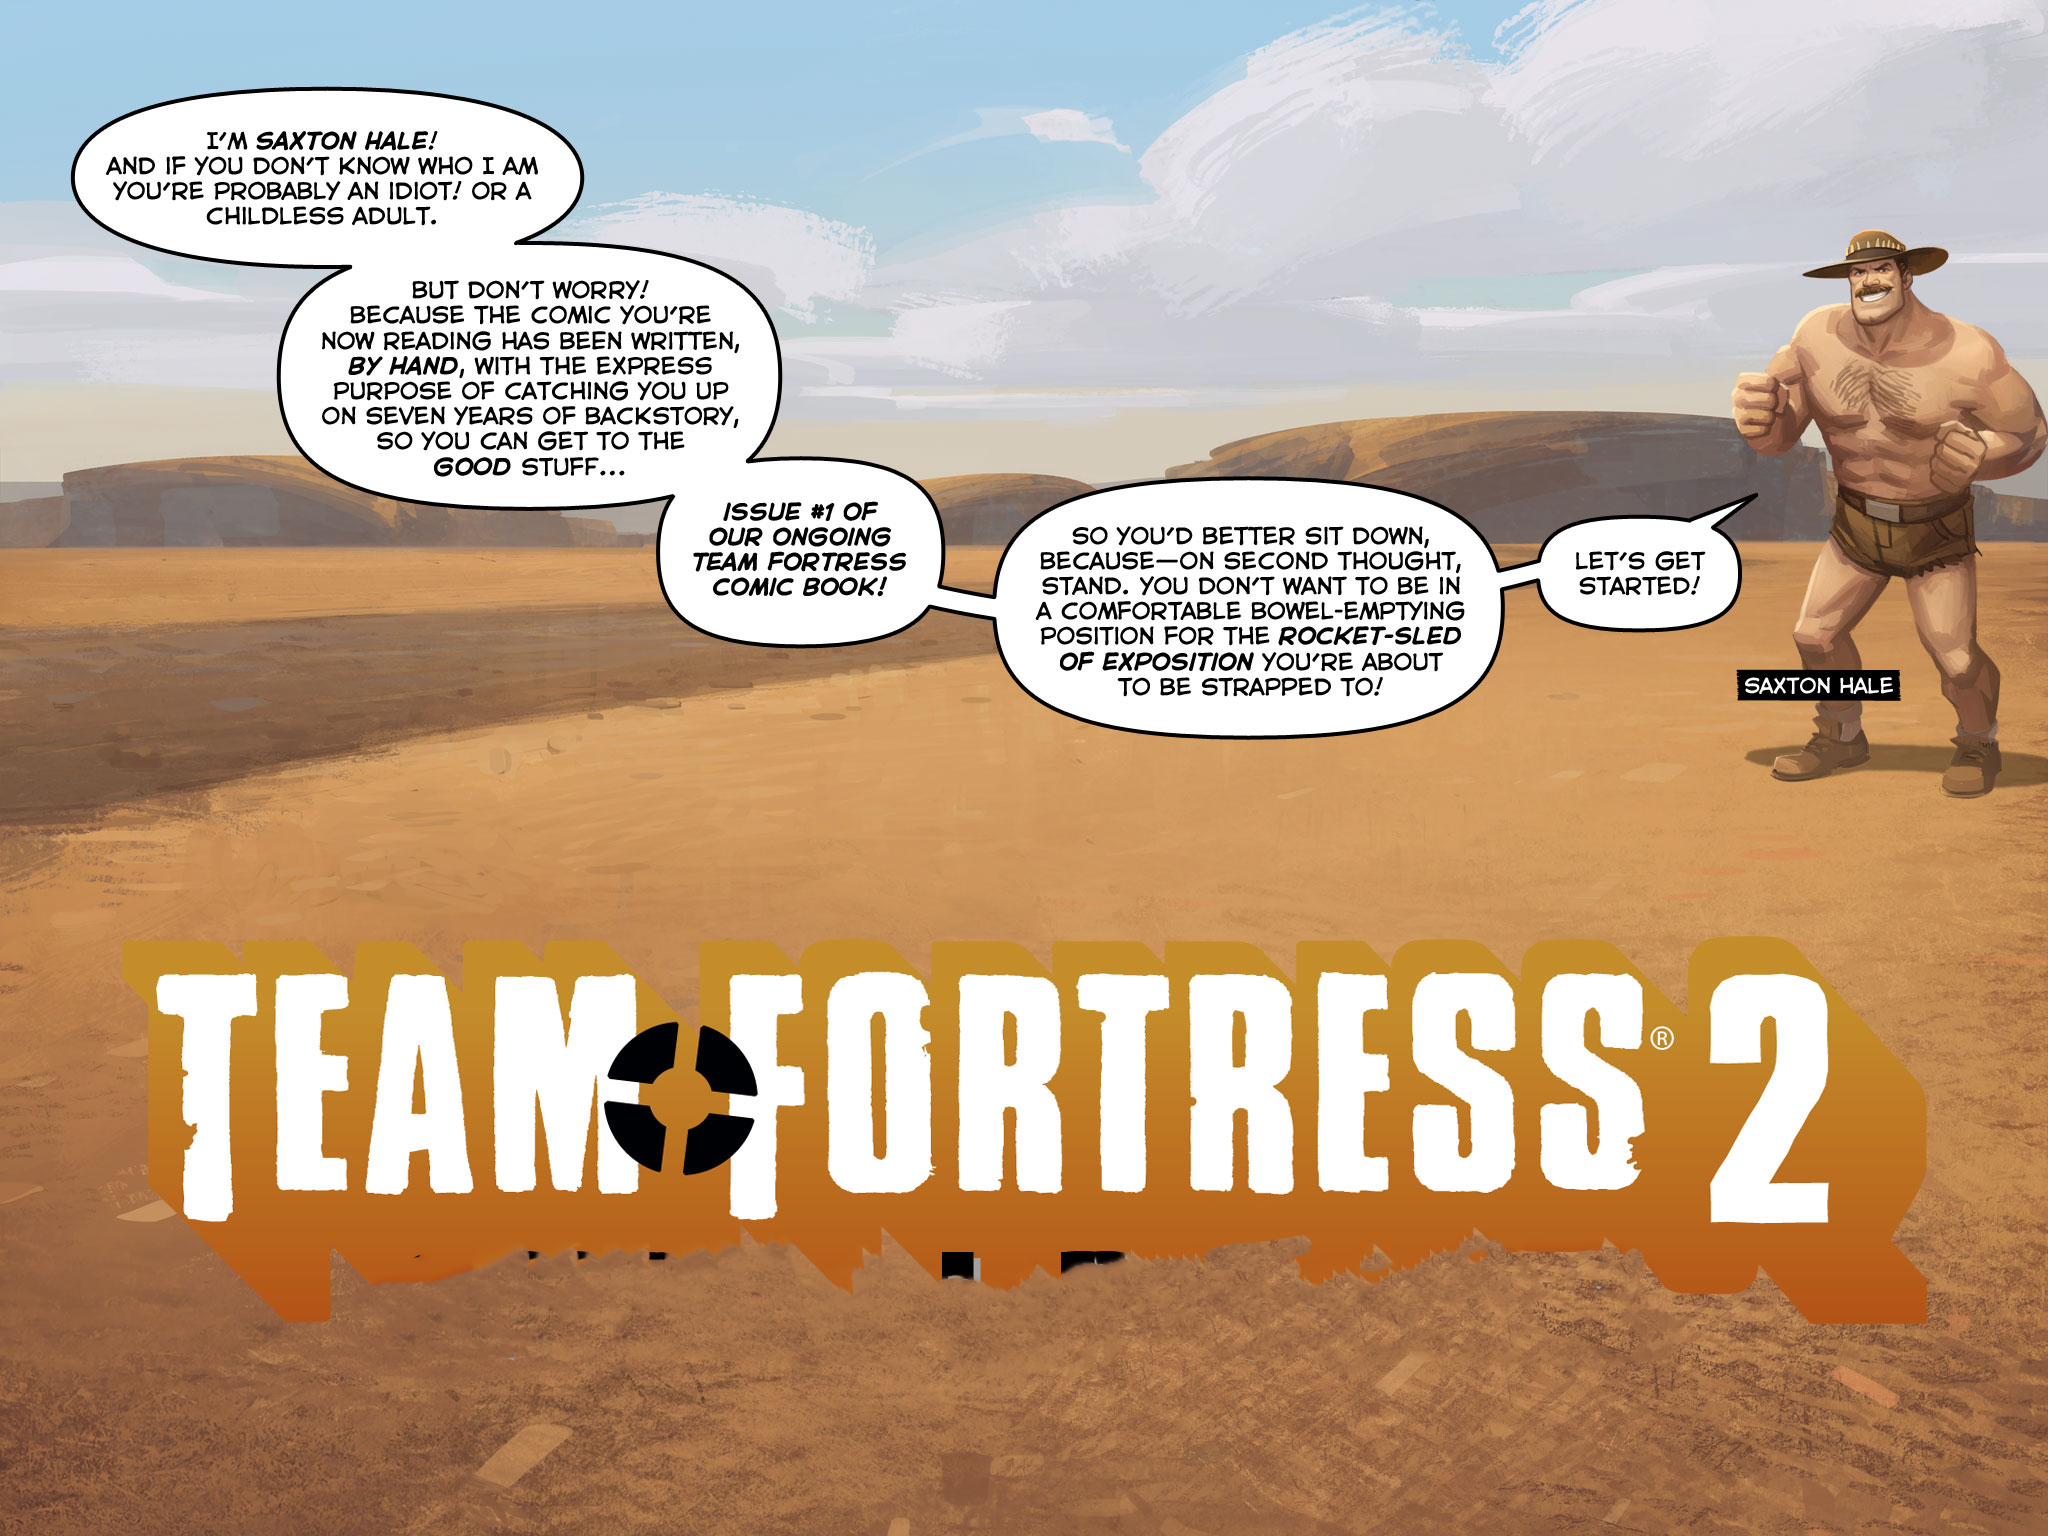 I'M SAXTON HALE!
AND IF YOU DON'T KNOW WHO I AM
YOU'RE PROBABLY AN IDIOT! OR A
CHILDLESS ADULT.
BUT DON'T WORRY!
BECAUSE THE COMIC YOU'RE
NOW READING HAS BEEN WRITTEN,
BY HAND, WITH THE EXPRESS
PURPOSE OF CATCHING YOU UP
ON SEVEN YEARS OF BACKSTORY,
SO YOU CAN GET TO THE
GOOD STUFF...
ISSUE #1 OF
OUR ONGOING
TEAM FORTRESS
COMIC BOOK!
SO YOU'D BETTER SIT DOWN,
BECAUSE—ON SECOND THOUGHT,
STAND. YOU DON'T WANT TO BE IN
A COMFORTABLE BOWEL-EMPTYING
POSITION FOR THE ROCKET-SLED
OF EXPOSITION YOU'RE ABOUT
TO BE STRAPPED TO!
LET'S GET
STARTED!
SAXTON HALE
TEAM FORTRESS® 2